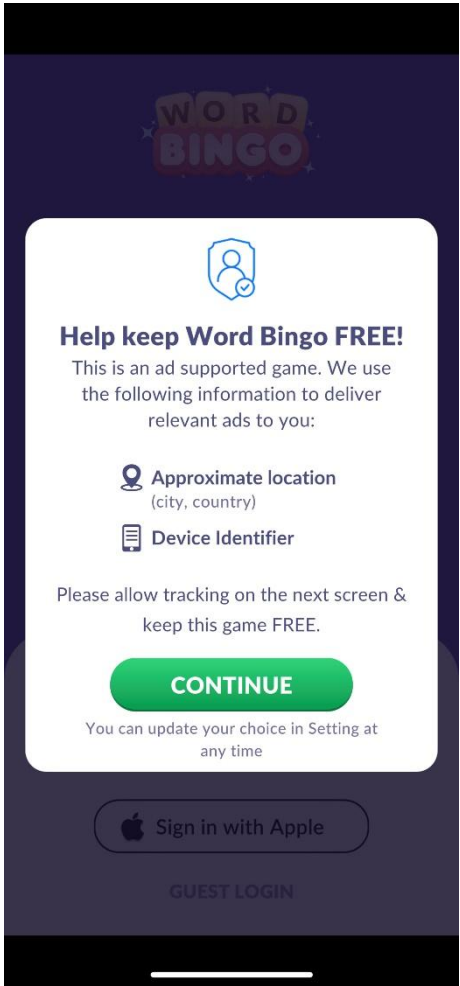 WORD
BINGO
Help keep Word Bingo FREE!
This is an ad supported game. We use
the following information to deliver
relevant ads to you:
Approximate location
(city, country)
Device Identifier
Please allow tracking on the next screen &
keep this game FREE.
CONTINUE
You can update your choice in Setting at
any time
Sign in with Apple
GUEST LOGIN